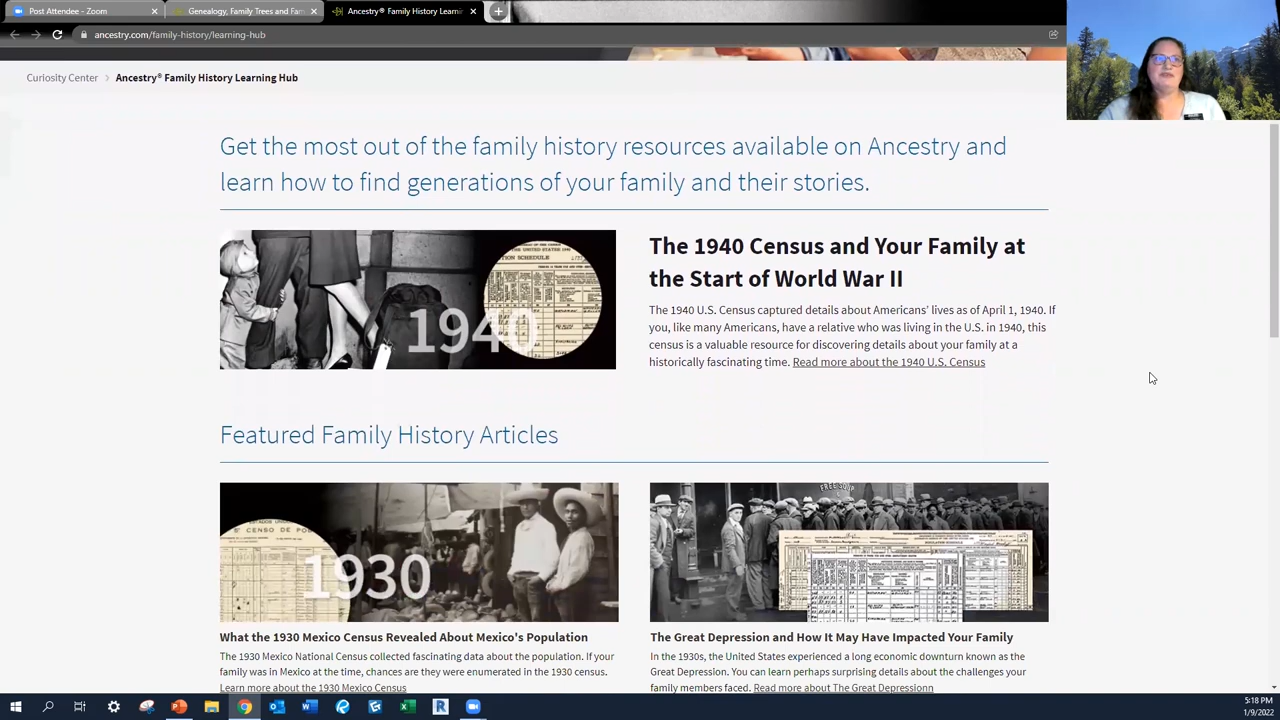 Post Attendee - Zoom
Genealogy, Family Trees and Fam
Ancestry® Family History Learni
ancestry.com/family-history/learning-hub
Curiosity Center > Ancestry® Family History Learning Hub
Get the most out of the family history resources available on Ancestry and
learn how to find generations of your family and their stories.
1940
The 1940 Census and Your Family at
the Start of World War II
The 1940 U.S. Census captured details about Americans' lives as of April 1, 1940. If
you, like many Americans, have a relative who was living in the U.S. in 1940, this
census is a valuable resource for discovering details about your family at a
historically fascinating time. Read more about the 1940 U.S. Census
Featured Family History Articles
1930
FREE SOUP
What the 1930 Mexico Census Revealed About Mexico's Population
The 1930 Mexico National Census collected fascinating data about the population. If your
family was in Mexico at the time, chances are they were enumerated in the 1930 census.
Learn more about the 1930 Mexico Census
The Great Depression and How It May Have Impacted Your Family
In the 1930s, the United States experienced a long economic downturn known as the
Great Depression. You can learn perhaps surprising details about the challenges your
family members faced. Read more about The Great Depressionn
5:18 PM
1/9/2022